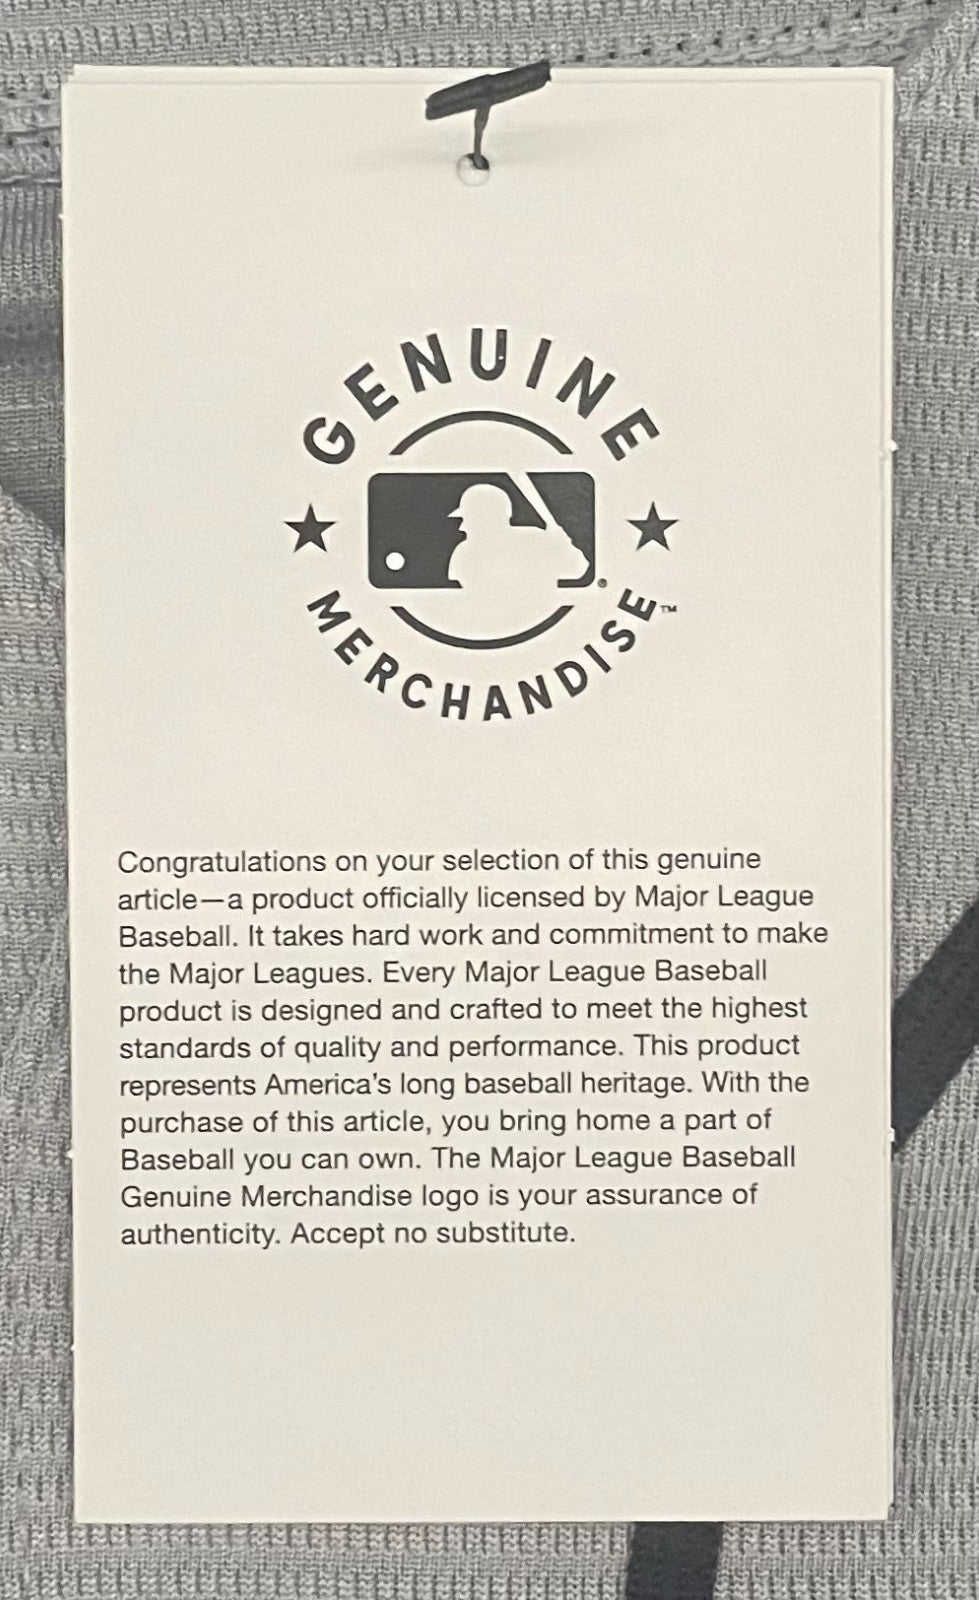 GENUINE
MERCHANDISE™
®
Congratulations on your selection of this genuine
article—a product officially licensed by Major League
Baseball. It takes hard work and commitment to make
the Major Leagues. Every Major League Baseball
product is designed and crafted to meet the highest
standards of quality and performance. This product
represents America's long baseball heritage. With the
purchase of this article, you bring home a part of
Baseball you can own. The Major League Baseball
Genuine Merchandise logo is your assurance of
authenticity. Accept no substitute.